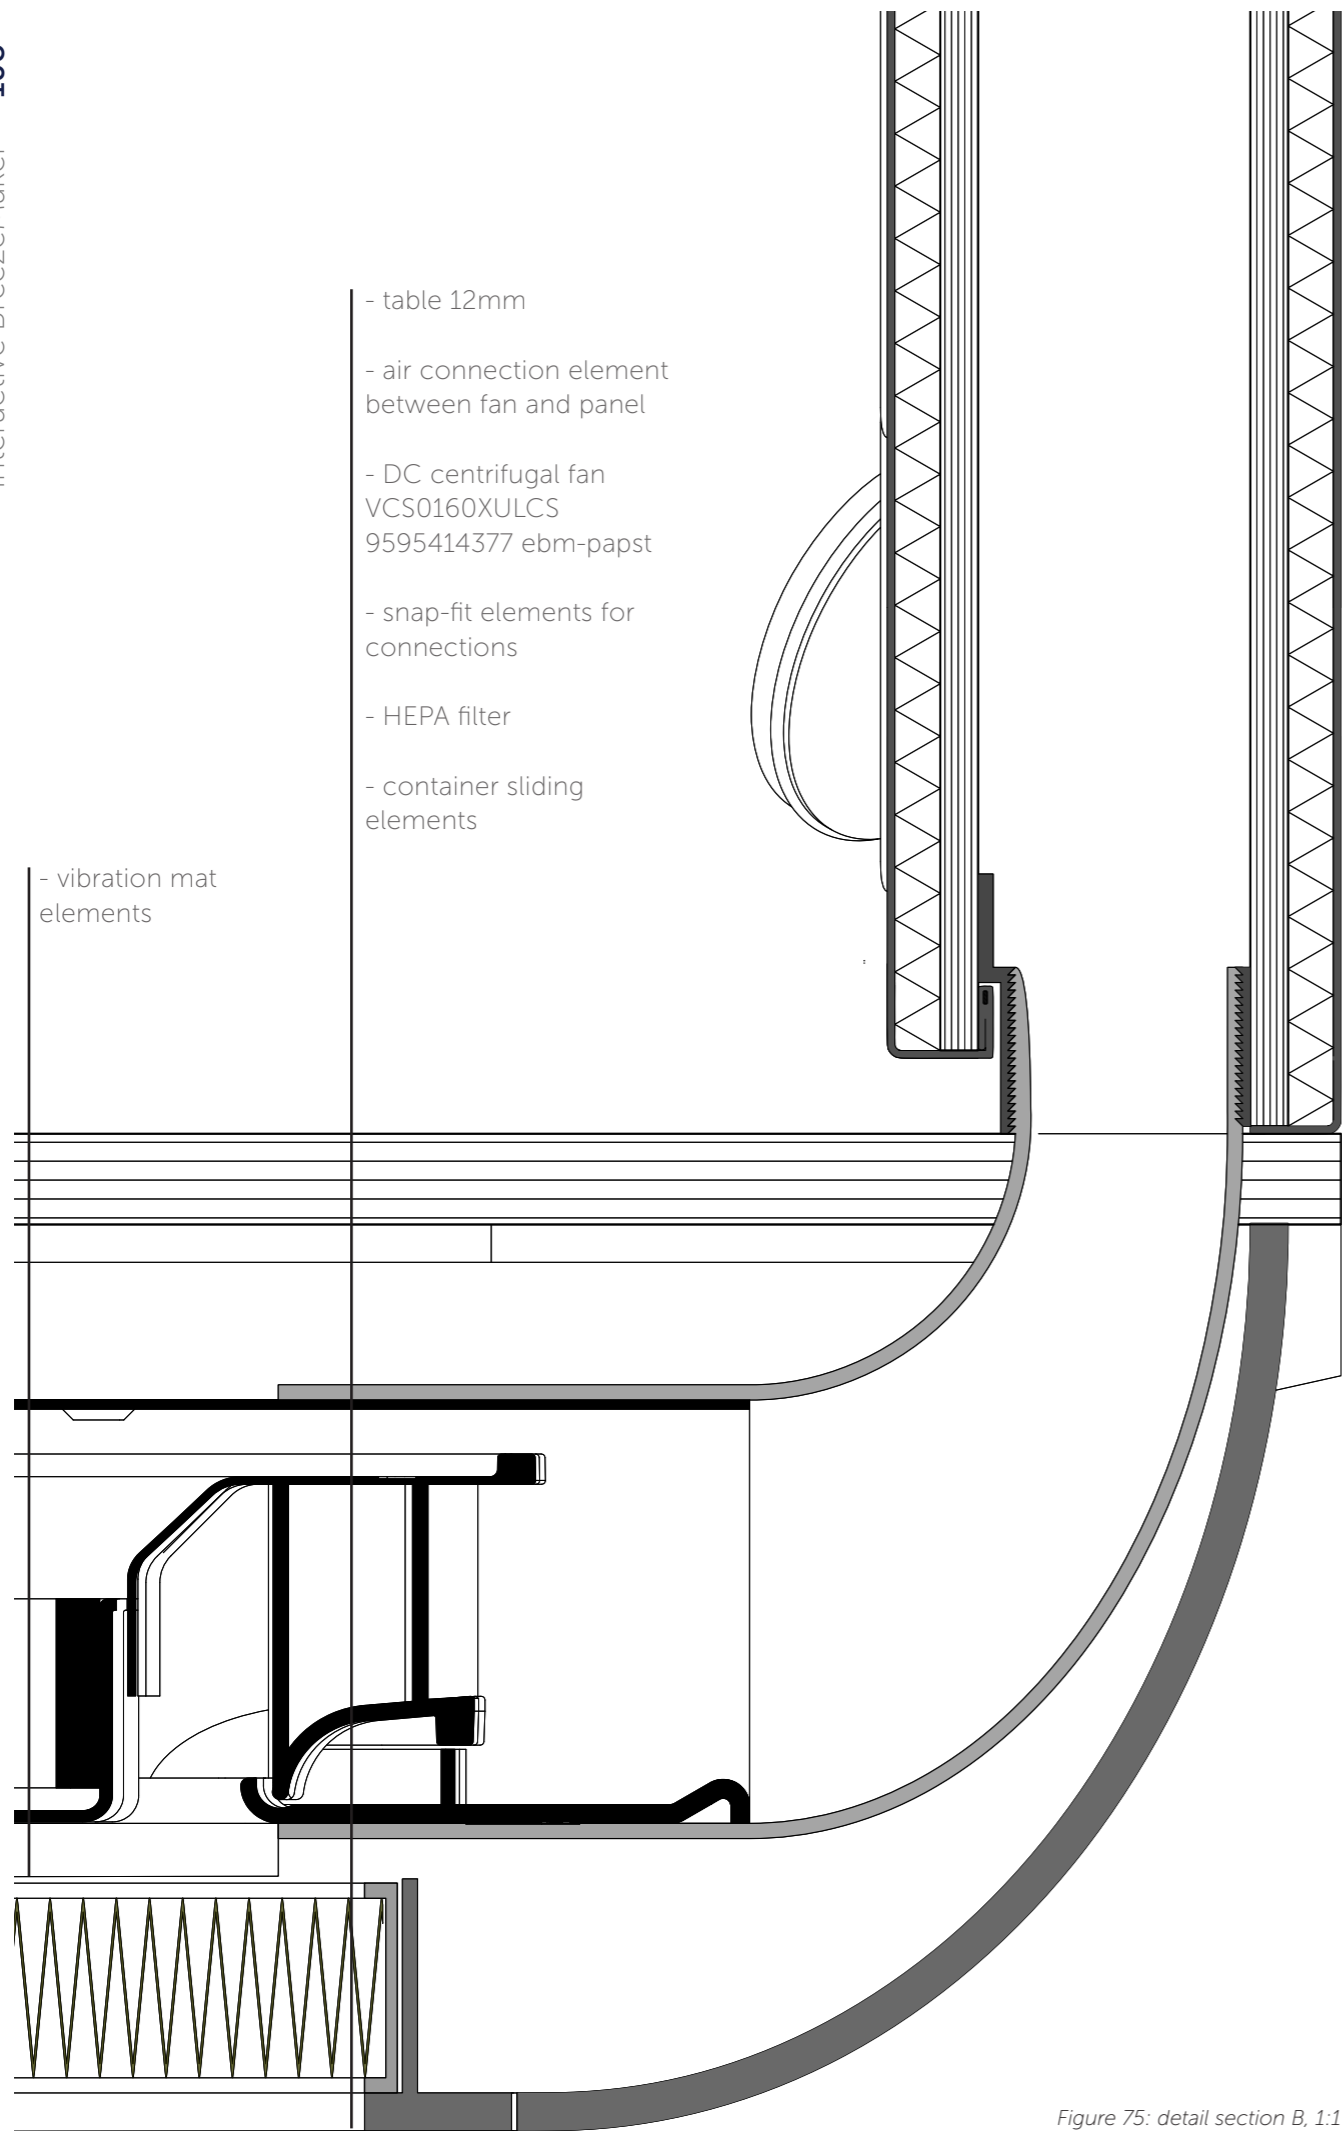 - table 12mm
- air connection element
between fan and panel
- DC centrifugal fan
VCS0160XULCS
9595414377 ebm-papst
- snap-fit elements for
connections
- HEPA filter
- container sliding
elements
- vibration mat
elements
Figure 75: detail section B, 1:1